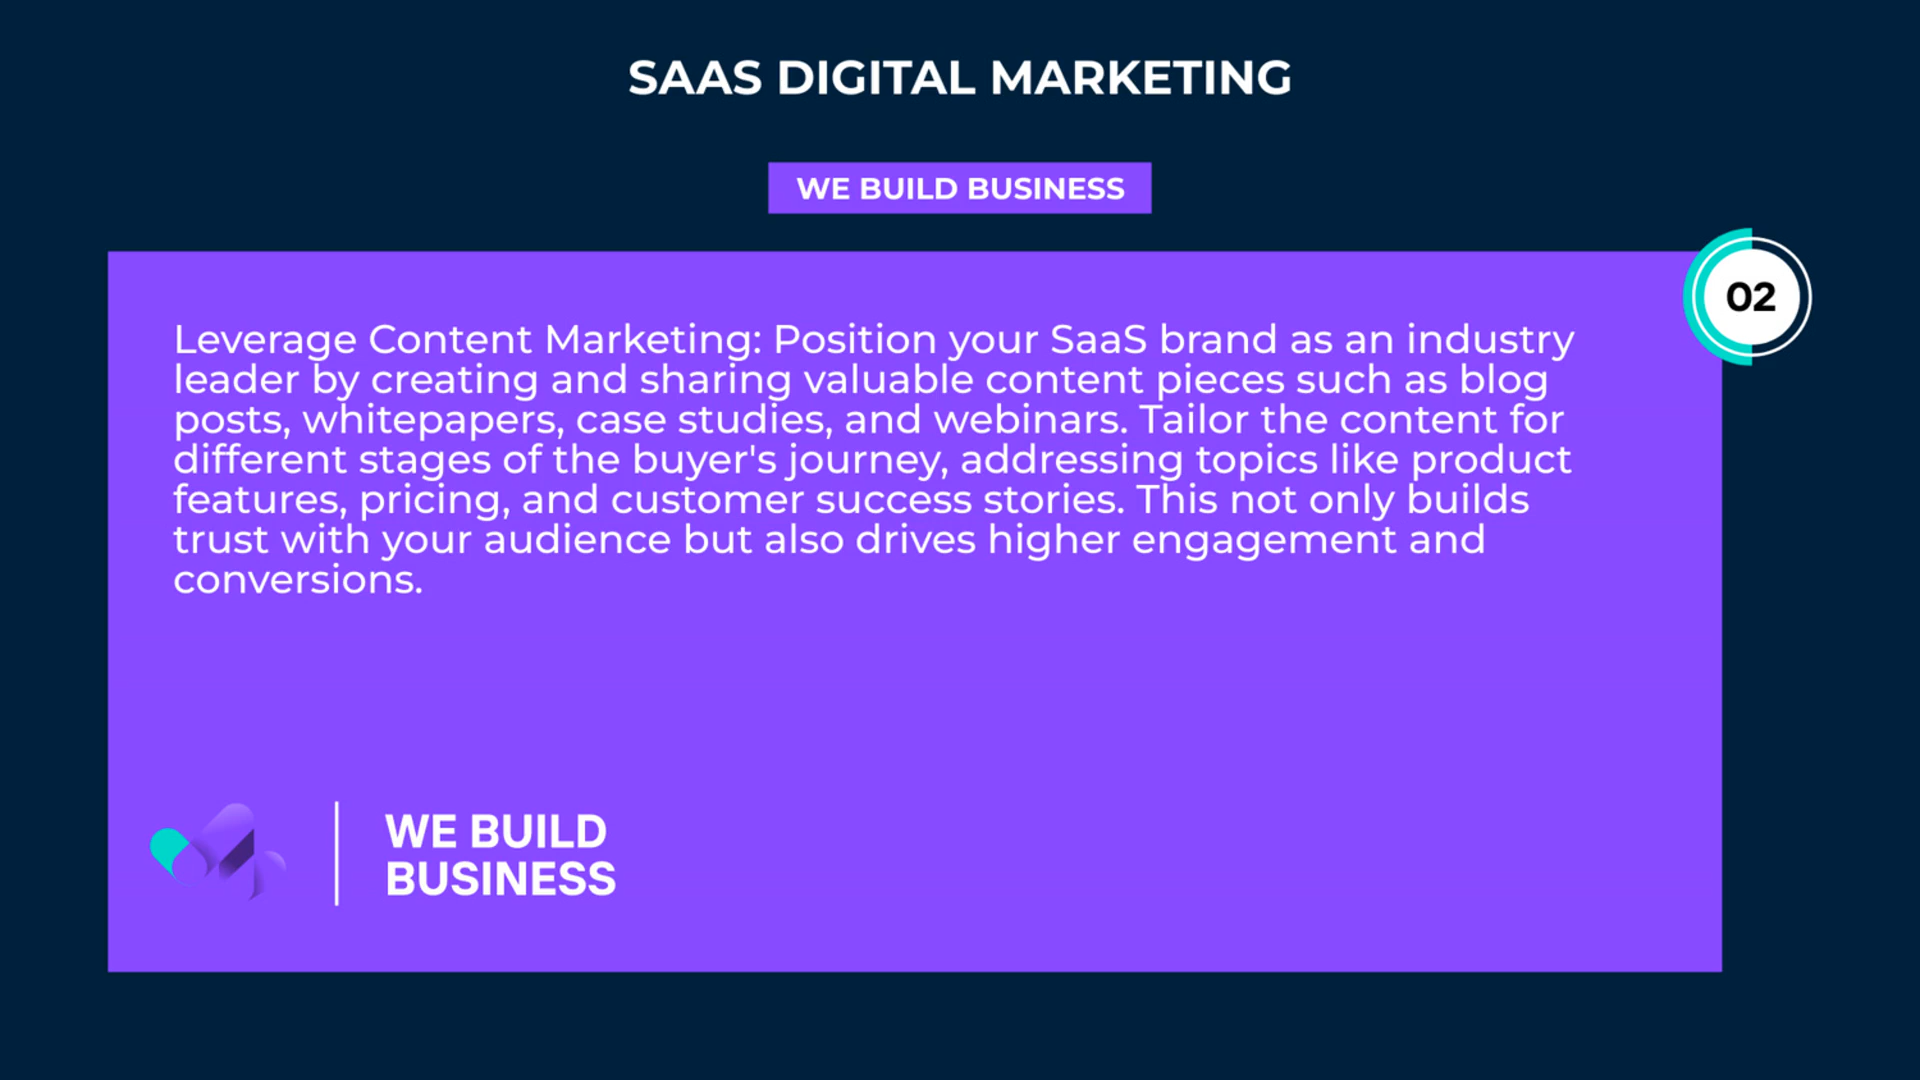 SAAS DIGITAL MARKETING
WE BUILD BUSINESS
02
Leverage Content Marketing: Position your SaaS brand as an industry
leader by creating and sharing valuable content pieces such as blog
posts, whitepapers, case studies, and webinars. Tailor the content for
different stages of the buyer's journey, addressing topics like product
features, pricing, and customer success stories. This not only builds
trust with your audience but also drives higher engagement and
conversions.
WE BUILD
BUSINESS